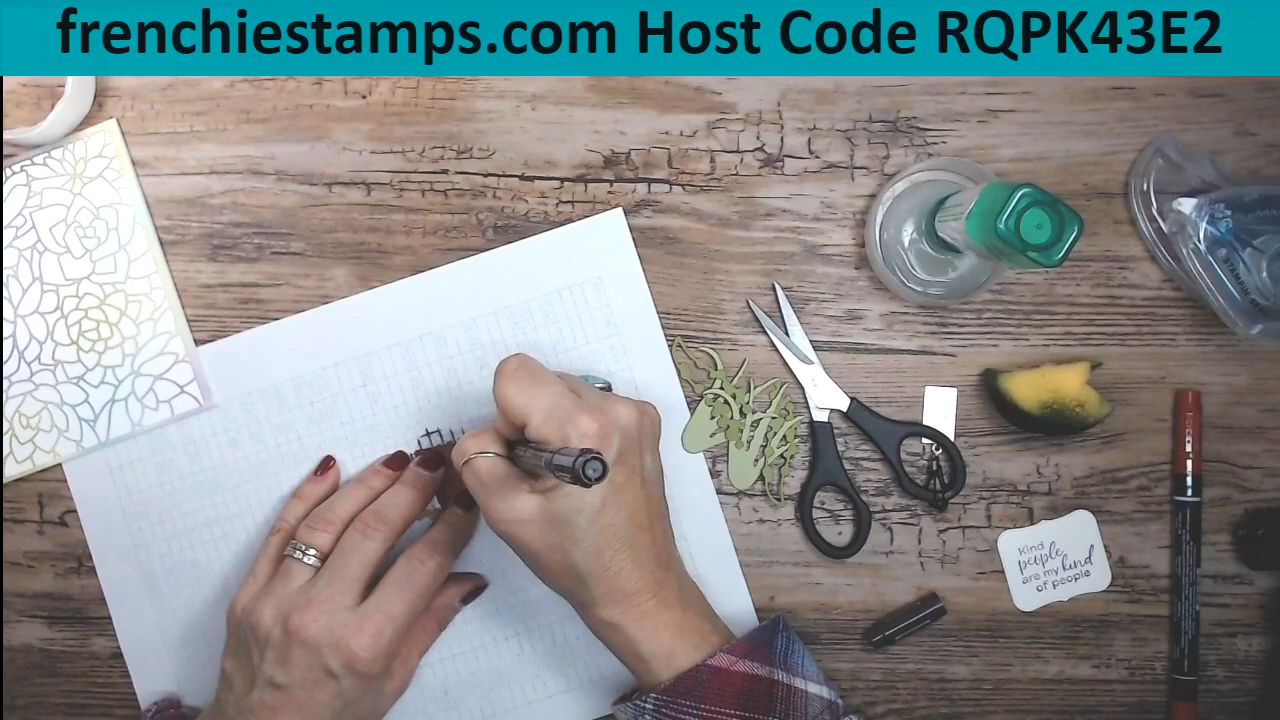 frenchiestamps.com Host Code RQPK43E2
Kind
people
are my kind
of people